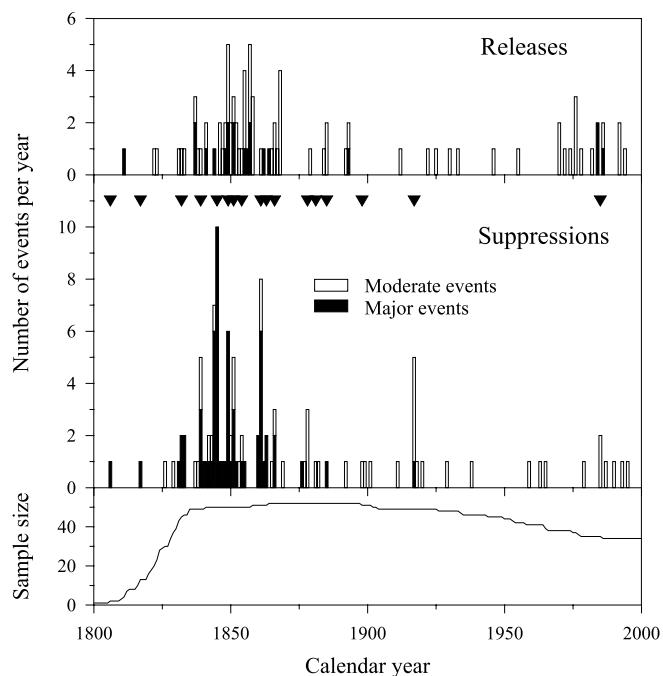 6
Releases
4
2
0
Number of events per year
10
Suppressions
8
Moderate events
Major events
6
4
2
0
Sample size
40
20
0
1800 1850 1900 1950 2000
Calendar year